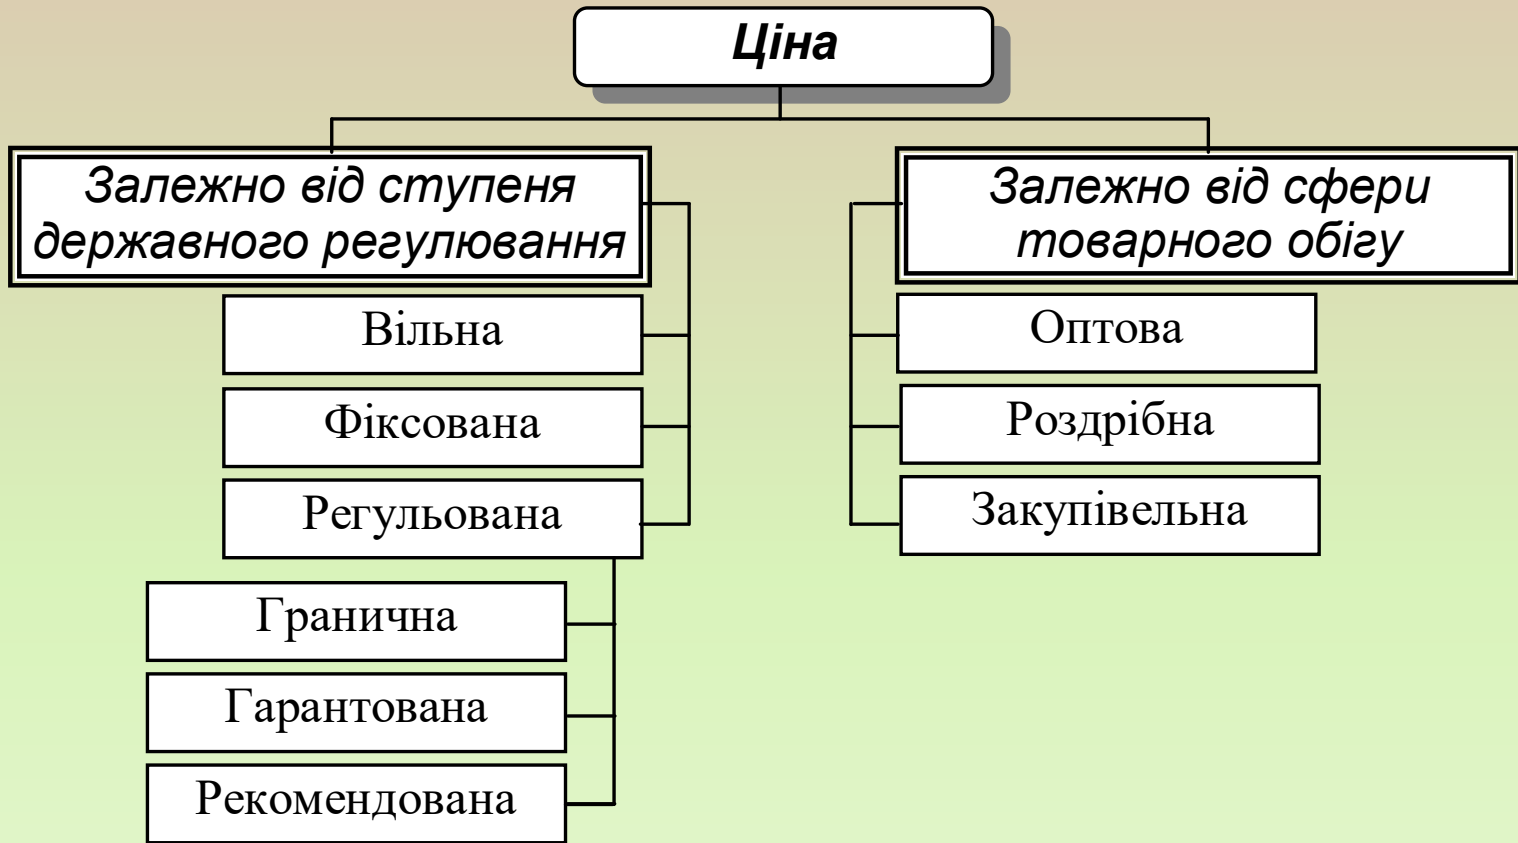 Ціна
Залежно від ступеня
державного регулювання
Вільна
Фіксована
Регульована
Гранична
Гарантована
Рекомендована
Залежно від сфери
товарного обігу
Оптова
Роздрібна
Закупівельна